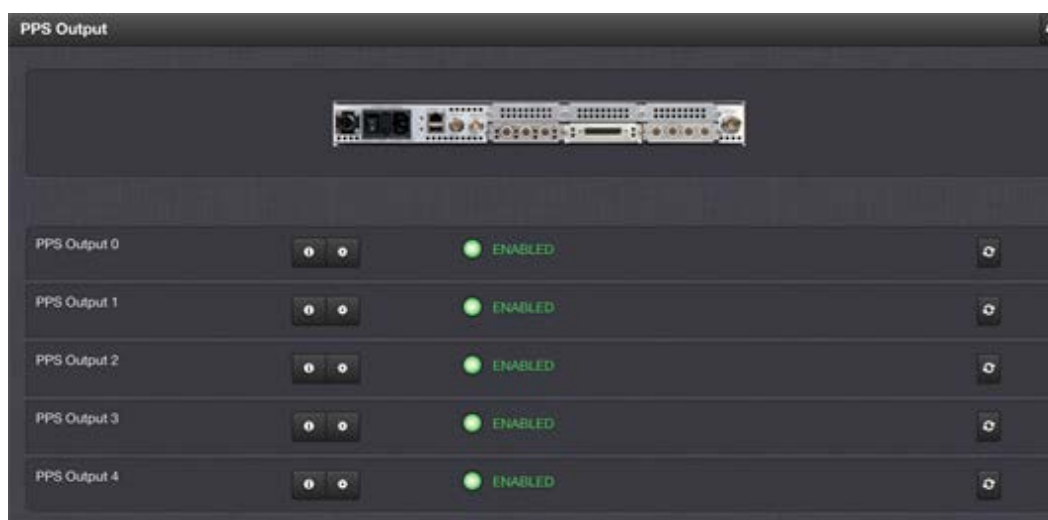 PPS Output
PPS Output 0 ENABLED
PPS Output 1 ENABLED
PPS Output 2 ENABLED
PPS Output 3 ENABLED
PPS Output 4 ENABLED